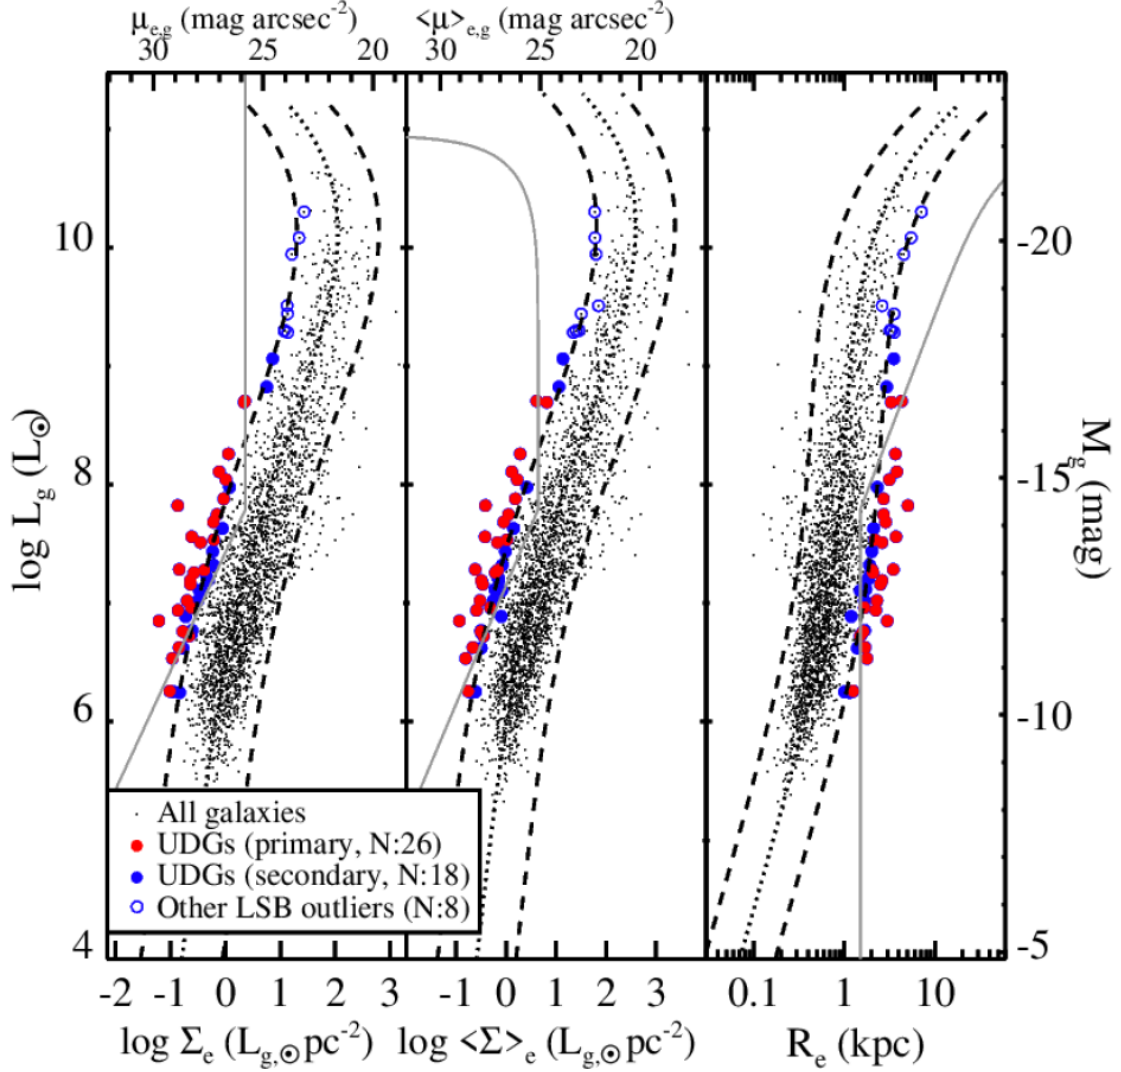 μe,g (mag arcsec-2) <μ>e,g (mag arcsec-2)
30 25 20 30 25 20
10
8
6
4
log Lg (L⊙)
-20
-15
-10
-5
Mg (mag)
· All galaxies
UDGs (primary, N:26)
UDGs (secondary, N:18)
Other LSB outliers (N:8)
-2 -1 0 1 2 3 -1 0 1 2 3 0.1 1 10
log Σe (Lg,⊙pc-2) log <Σ>e (Lg,⊙pc-2) Re (kpc)